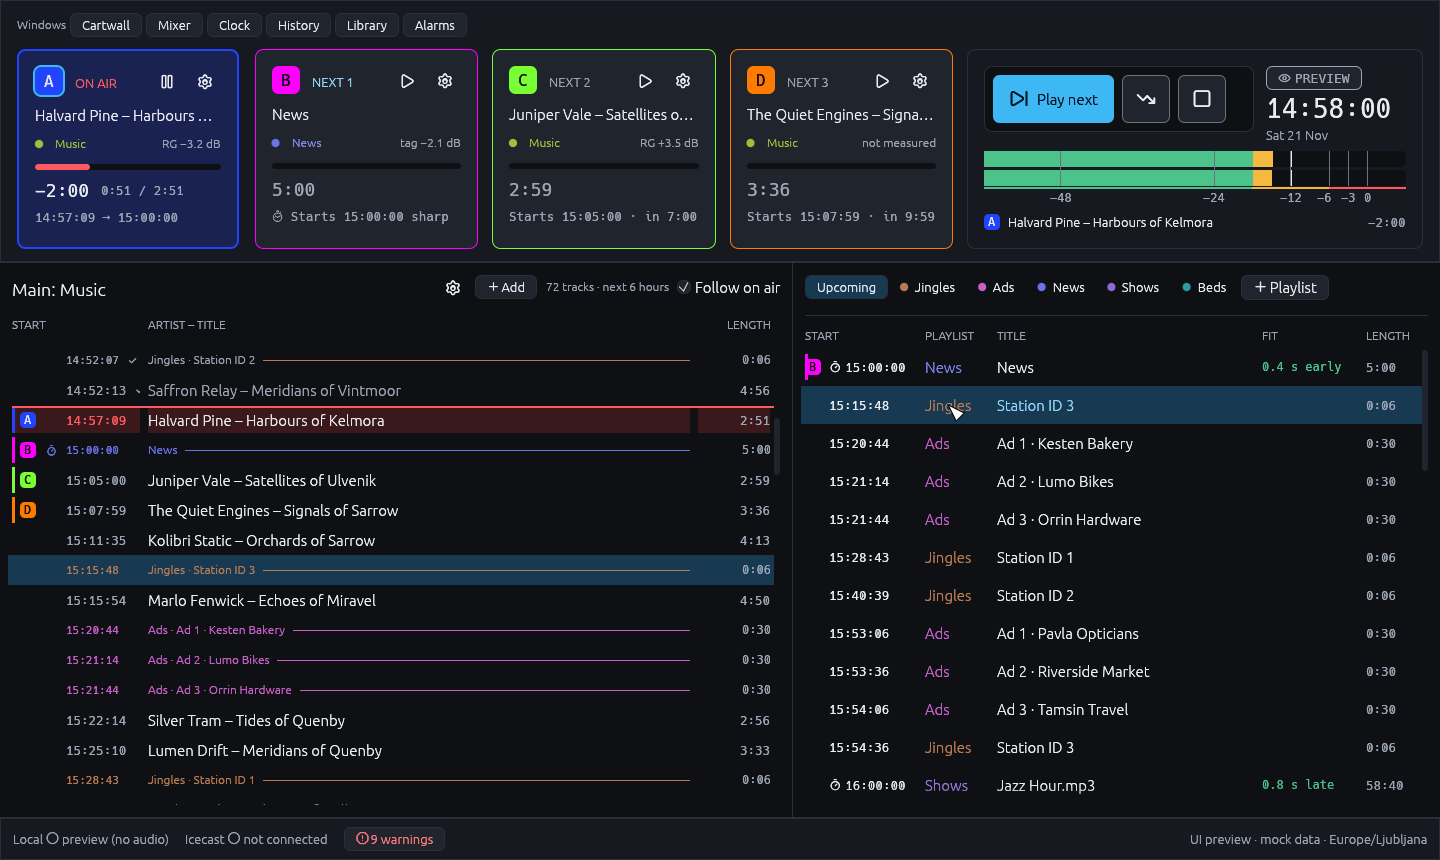 Windows Cartwall Mixer Clock History Library Alarms
A ON AIR
Halvard Pine – Harbours …
Music RG −3.2 dB
−2:00 0:51 / 2:51
14:57:09 → 15:00:00
B NEXT 1
News
News tag −2.1 dB
5:00
Starts 15:00:00 sharp
C NEXT 2
Juniper Vale – Satellites o…
Music RG +3.5 dB
2:59
Starts 15:05:00 · in 7:00
D NEXT 3
The Quiet Engines – Signa…
Music not measured
3:36
Starts 15:07:59 · in 9:59
Play next
PREVIEW
14:58:00
Sat 21 Nov
−48 −24 −12 −6 −3 0
A Halvard Pine – Harbours of Kelmora −2:00
Main: Music + Add 72 tracks · next 6 hours Follow on air
START ARTIST – TITLE LENGTH
14:52:07 Jingles · Station ID 2 0:06
14:52:13 Saffron Relay – Meridians of Vintmoor 4:56
A 14:57:09 Halvard Pine – Harbours of Kelmora 2:51
B 15:00:00 News 5:00
C 15:05:00 Juniper Vale – Satellites of Ulvenik 2:59
D 15:07:59 The Quiet Engines – Signals of Sarrow 3:36
15:11:35 Kolibri Static – Orchards of Sarrow 4:13
15:15:48 Jingles · Station ID 3 0:06
15:15:54 Marlo Fenwick – Echoes of Miravel 4:50
15:20:44 Ads · Ad 1 · Kesten Bakery 0:30
15:21:14 Ads · Ad 2 · Lumo Bikes 0:30
15:21:44 Ads · Ad 3 · Orrin Hardware 0:30
15:22:14 Silver Tram – Tides of Quenby 2:56
15:25:10 Lumen Drift – Meridians of Quenby 3:33
15:28:43 Jingles · Station ID 1 0:06
Upcoming Jingles Ads News Shows Beds + Playlist
START PLAYLIST TITLE FIT LENGTH
B 15:00:00 News News 0.4 s early 5:00
15:15:48 Jingles Station ID 3 0:06
15:20:44 Ads Ad 1 · Kesten Bakery 0:30
15:21:14 Ads Ad 2 · Lumo Bikes 0:30
15:21:44 Ads Ad 3 · Orrin Hardware 0:30
15:28:43 Jingles Station ID 1 0:06
15:40:39 Jingles Station ID 2 0:06
15:53:06 Ads Ad 1 · Pavla Opticians 0:30
15:53:36 Ads Ad 2 · Riverside Market 0:30
15:54:06 Ads Ad 3 · Tamsin Travel 0:30
15:54:36 Jingles Station ID 3 0:06
16:00:00 Shows Jazz Hour.mp3 0.8 s late 58:40
Local preview (no audio) Icecast not connected 9 warnings UI preview · mock data · Europe/Ljubljana